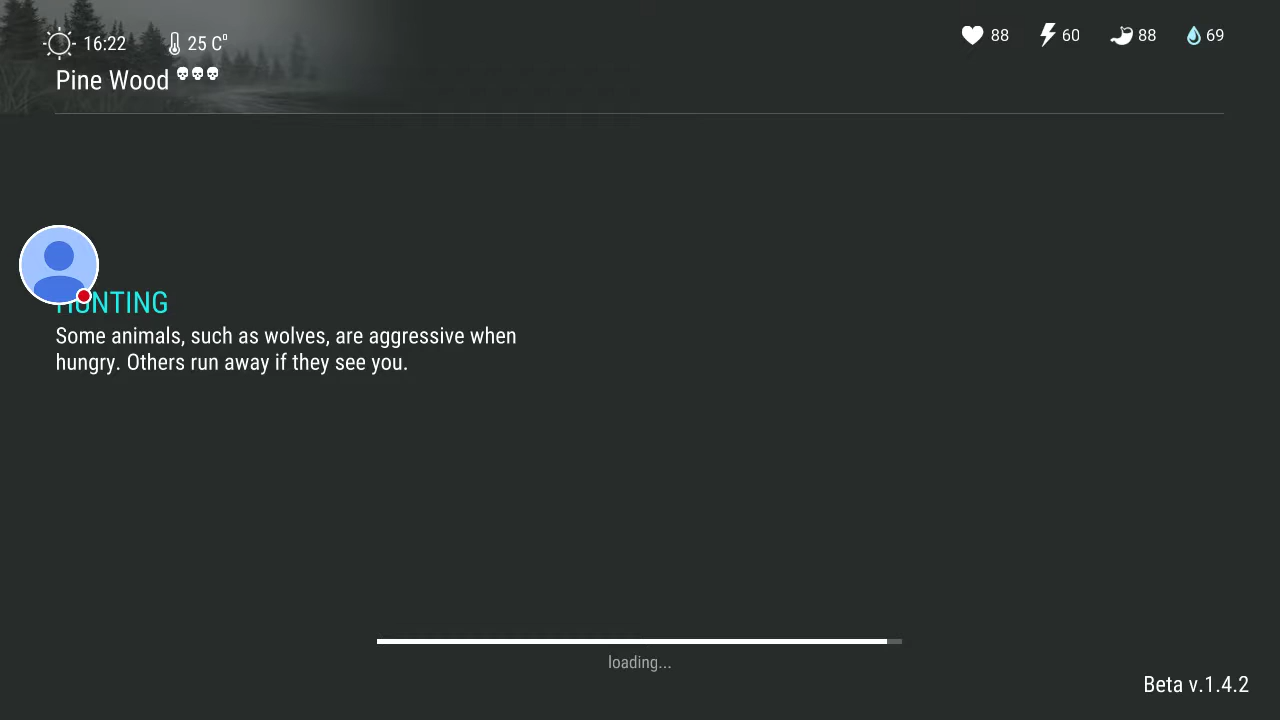 16:22 25 C°
88 60 88 69
Pine Wood
HUNTING
Some animals, such as wolves, are aggressive when
hungry. Others run away if they see you.
loading...
Beta v.1.4.2